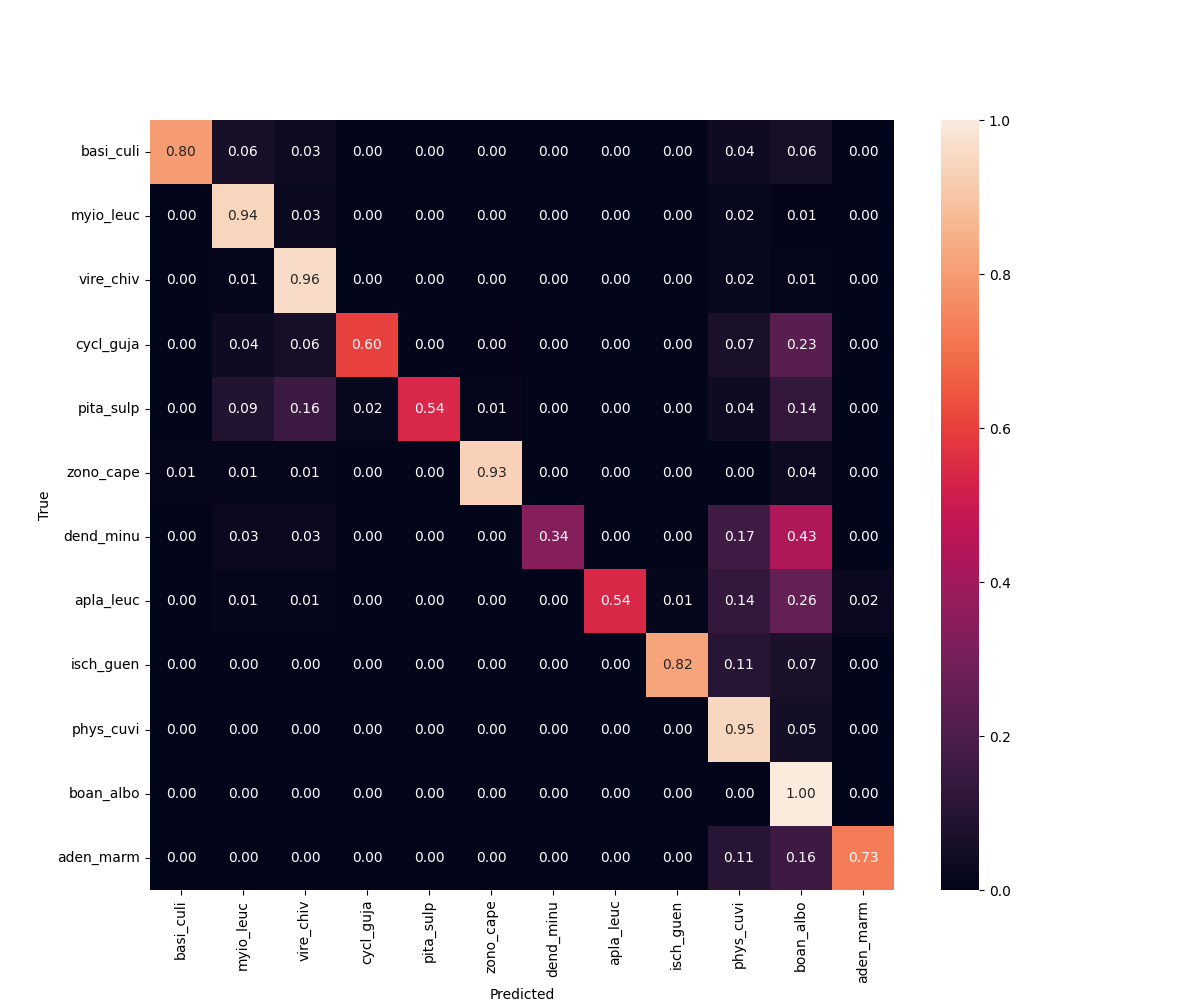 basi_culi 0.80 0.06 0.03 0.00 0.00 0.00 0.00 0.00 0.00 0.04 0.06 0.00
myio_leuc 0.00 0.94 0.03 0.00 0.00 0.00 0.00 0.00 0.00 0.02 0.01 0.00
vire_chiv 0.00 0.01 0.96 0.00 0.00 0.00 0.00 0.00 0.00 0.02 0.01 0.00
cycl_guja 0.00 0.04 0.06 0.60 0.00 0.00 0.00 0.00 0.00 0.07 0.23 0.00
pita_sulp 0.00 0.09 0.16 0.02 0.54 0.01 0.00 0.00 0.00 0.04 0.14 0.00
zono_cape 0.01 0.01 0.01 0.00 0.00 0.93 0.00 0.00 0.00 0.00 0.04 0.00
dend_minu 0.00 0.03 0.03 0.00 0.00 0.00 0.34 0.00 0.00 0.17 0.43 0.00
apla_leuc 0.00 0.01 0.01 0.00 0.00 0.00 0.00 0.54 0.01 0.14 0.26 0.02
isch_guen 0.00 0.00 0.00 0.00 0.00 0.00 0.00 0.00 0.82 0.11 0.07 0.00
phys_cuvi 0.00 0.00 0.00 0.00 0.00 0.00 0.00 0.00 0.00 0.95 0.05 0.00
boan_albo 0.00 0.00 0.00 0.00 0.00 0.00 0.00 0.00 0.00 0.00 1.00 0.00
aden_marm 0.00 0.00 0.00 0.00 0.00 0.00 0.00 0.00 0.00 0.11 0.16 0.73
True
basi_culi myio_leuc vire_chiv cycl_guja pita_sulp zono_cape dend_minu apla_leuc isch_guen phys_cuvi boan_albo aden_marm
Predicted
1.0
0.8
0.6
0.4
0.2
0.0